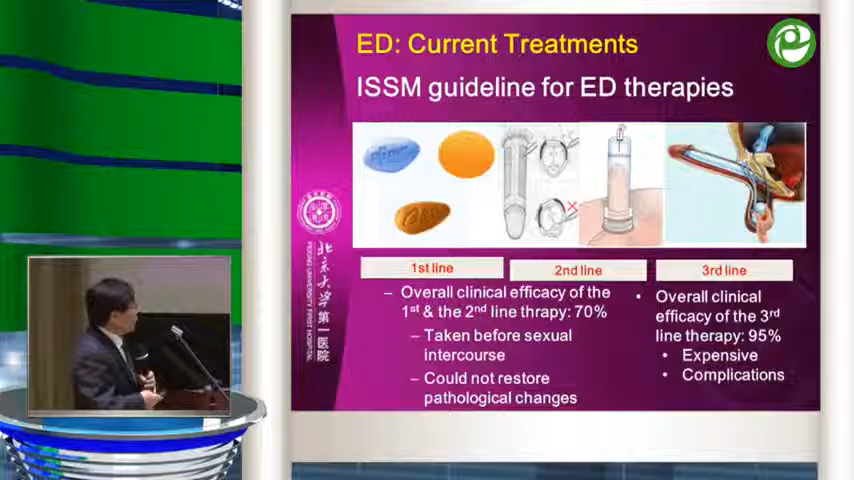 ED: Current Treatments
ISSM guideline for ED therapies
Pfizer
1st line
2nd line
3rd line
– Overall clinical efficacy of the
1st & the 2nd line thrapy: 70%
– Taken before sexual
intercourse
– Could not restore
pathological changes
• Overall clinical
efficacy of the 3rd
line therapy: 95%
• Expensive
• Complications
北京大学第一医院
PEKING UNIVERSITY FIRST HOSPITAL